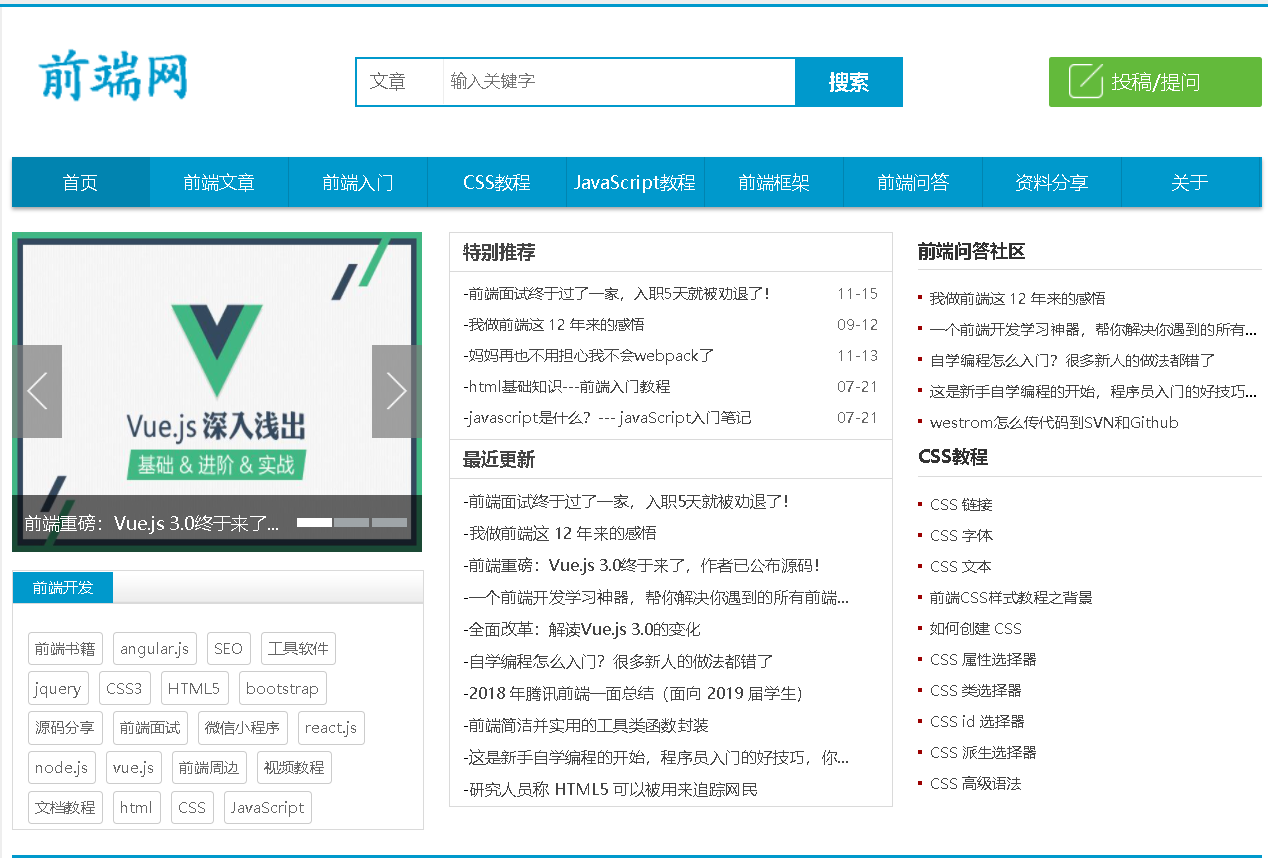 前端网
文章 输入关键字 搜索
投稿/提问
首页 前端文章 前端入门 CSS教程 JavaScript教程 前端框架 前端问答 资料分享 关于
Vue.js 深入浅出
基础 & 进阶 & 实战
前端重磅：Vue.js 3.0终于来了...
前端开发
前端书籍 angular.js SEO 工具软件
jquery CSS3 HTML5 bootstrap
源码分享 前端面试 微信小程序 react.js
node.js vue.js 前端周边 视频教程
文档教程 html CSS JavaScript
特别推荐
-前端面试终于过了一家，入职5天就被劝退了！ 11-15
-我做前端这 12 年来的感悟 09-12
-妈妈再也不用担心我不会webpack了 11-13
-html基础知识---前端入门教程 07-21
-javascript是什么？---javaScript入门笔记 07-21
最近更新
-前端面试终于过了一家，入职5天就被劝退了！
-我做前端这 12 年来的感悟
-前端重磅：Vue.js 3.0终于来了，作者已公布源码！
-一个前端开发学习神器，帮你解决你遇到的所有前端...
-全面改革：解读Vue.js 3.0的变化
-自学编程怎么入门？很多新人的做法都错了
-2018 年腾讯前端一面总结（面向 2019 届学生）
-前端简洁并实用的工具类函数封装
-这是新手自学编程的开始，程序员入门的好技巧，你...
-研究人员称 HTML5 可以被用来追踪网民
前端问答社区
我做前端这 12 年来的感悟
一个前端开发学习神器，帮你解决你遇到的所有...
自学编程怎么入门？很多新人的做法都错了
这是新手自学编程的开始，程序员入门的好技巧...
westrom怎么传代码到SVN和Github
CSS教程
CSS 链接
CSS 字体
CSS 文本
前端CSS样式教程之背景
如何创建 CSS
CSS 属性选择器
CSS 类选择器
CSS id 选择器
CSS 派生选择器
CSS 高级语法